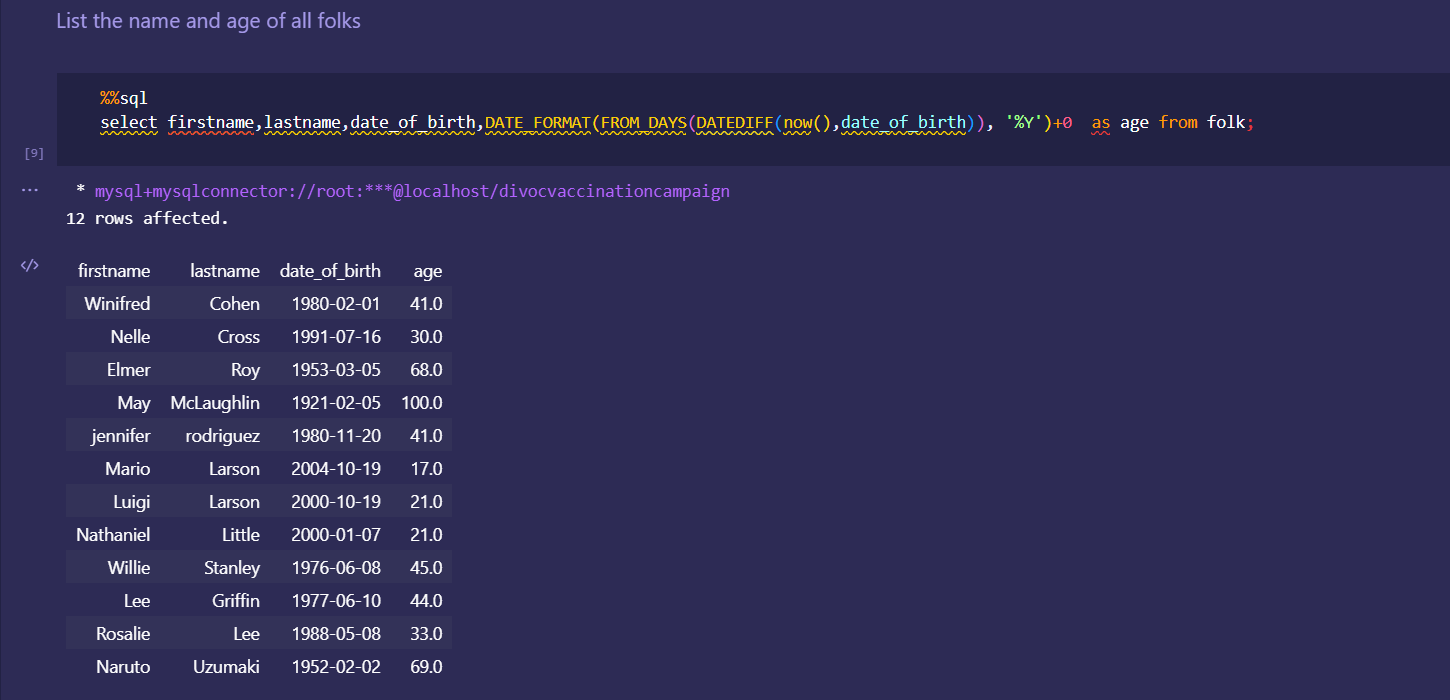 List the name and age of all folks
%%sql
select firstname,lastname,date_of_birth,DATE_FORMAT(FROM_DAYS(DATEDIFF(now(),date_of_birth)), '%Y')+0  as age from folk;
[9]
... * mysql+mysqlconnector://root:***@localhost/divocvaccinationcampaign
12 rows affected.
</>
firstname lastname date_of_birth age
Winifred Cohen 1980-02-01 41.0
Nelle Cross 1991-07-16 30.0
Elmer Roy 1953-03-05 68.0
May McLaughlin 1921-02-05 100.0
jennifer rodriguez 1980-11-20 41.0
Mario Larson 2004-10-19 17.0
Luigi Larson 2000-10-19 21.0
Nathaniel Little 2000-01-07 21.0
Willie Stanley 1976-06-08 45.0
Lee Griffin 1977-06-10 44.0
Rosalie Lee 1988-05-08 33.0
Naruto Uzumaki 1952-02-02 69.0